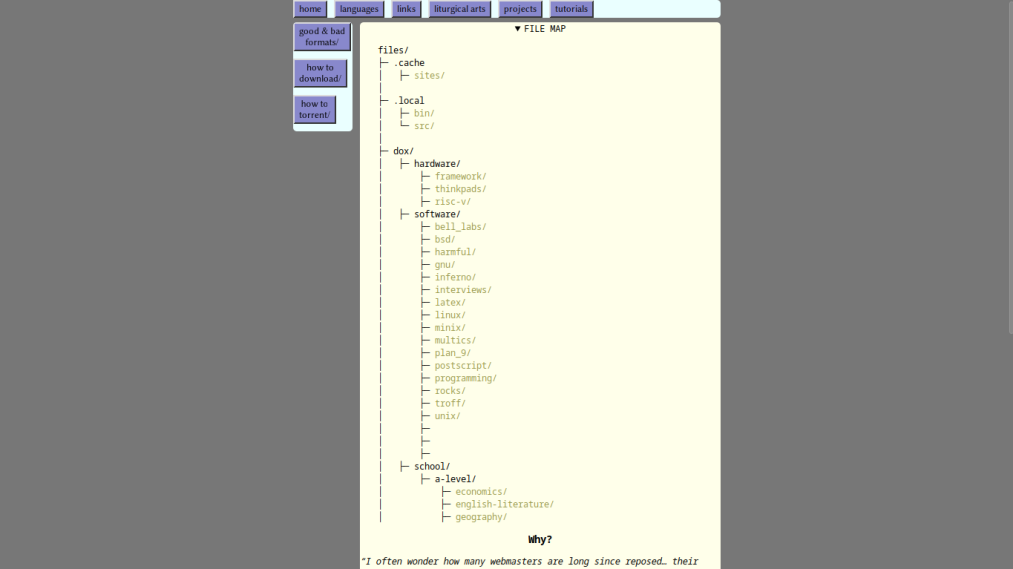 home languages links liturgical arts projects tutorials
good & bad
formats/
how to
download/
how to
torrent/
▼ FILE MAP
files/
├─ .cache
│  ├─ sites/
│
├─ .local
│  ├─ bin/
│  └─ src/
│
├─ dox/
│  ├─ hardware/
│      ├─ framework/
│      ├─ thinkpads/
│      ├─ risc-v/
│  ├─ software/
│      ├─ bell_labs/
│      ├─ bsd/
│      ├─ harmful/
│      ├─ gnu/
│      ├─ inferno/
│      ├─ interviews/
│      ├─ latex/
│      ├─ linux/
│      ├─ minix/
│      ├─ multics/
│      ├─ plan_9/
│      ├─ postscript/
│      ├─ programming/
│      ├─ rocks/
│      ├─ troff/
│      ├─ unix/
│      ├─
│      ├─
│      ├─
│  ├─ school/
│      ├─ a-level/
│          ├─ economics/
│          ├─ english-literature/
│          ├─ geography/
Why?
“I often wonder how many webmasters are long since reposed… their